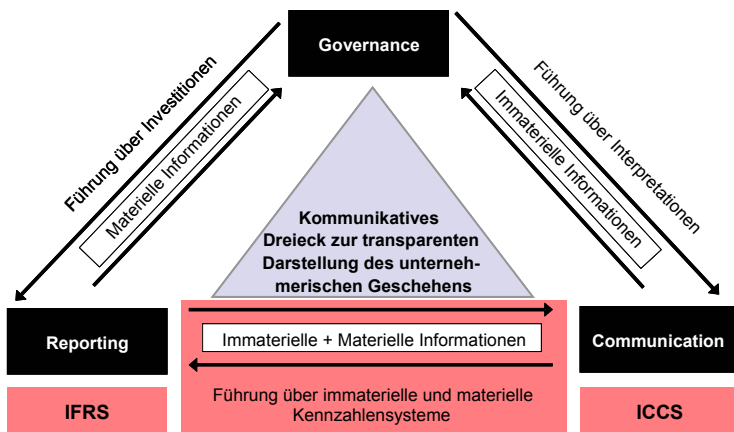 Governance
Führung über Investitionen
Materielle Informationen
Führung über Interpretationen
Immaterielle Informationen
Kommunikatives
Dreieck zur transparenten
Darstellung des unterneh-
merischen Geschehens
Reporting
Immaterielle + Materielle Informationen
Communication
IFRS
Führung über immaterielle und materielle
Kennzahlensysteme
ICCS